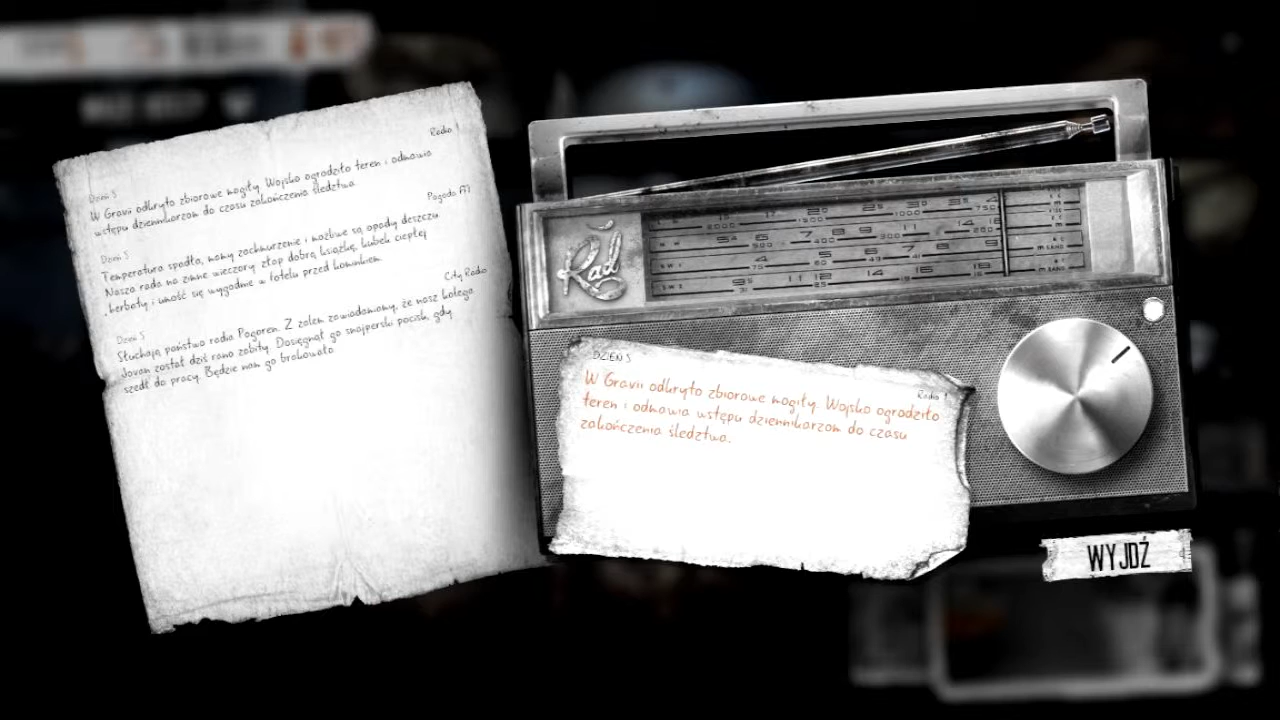 Radio 1
Dzień 5
W Gravii odkryto zbiorowe mogiły. Wojsko ogrodziło teren i odmawia
wstępu dziennikarzom do czasu zakończenia śledztwa.
Pogoda FM
Dzień 5
Temperatura spadła, mamy zachmurzenie i możliwe są opady deszczu
Nasza rada na zimne wieczory: złap dobrą książkę, kubek ciepłej
herbaty i umość się wygodnie w fotelu przed kominkiem.
City Radio
Dzień 5
Słuchają państwo radia Pogoren. Z żalem zawiadamiamy, że nasz kolega
Jovan został dziś rano zabity. Dosięgnął go snajperski pocisk, gdy
szedł do pracy. Będzie nam go brakowało
Rad
DZIEŃ 5
Radio 1
W Gravii odkryto zbiorowe mogiły. Wojsko ogrodziło
teren i odmawia wstępu dziennikarzom do czasu
zakończenia śledztwa.
WYJDŹ